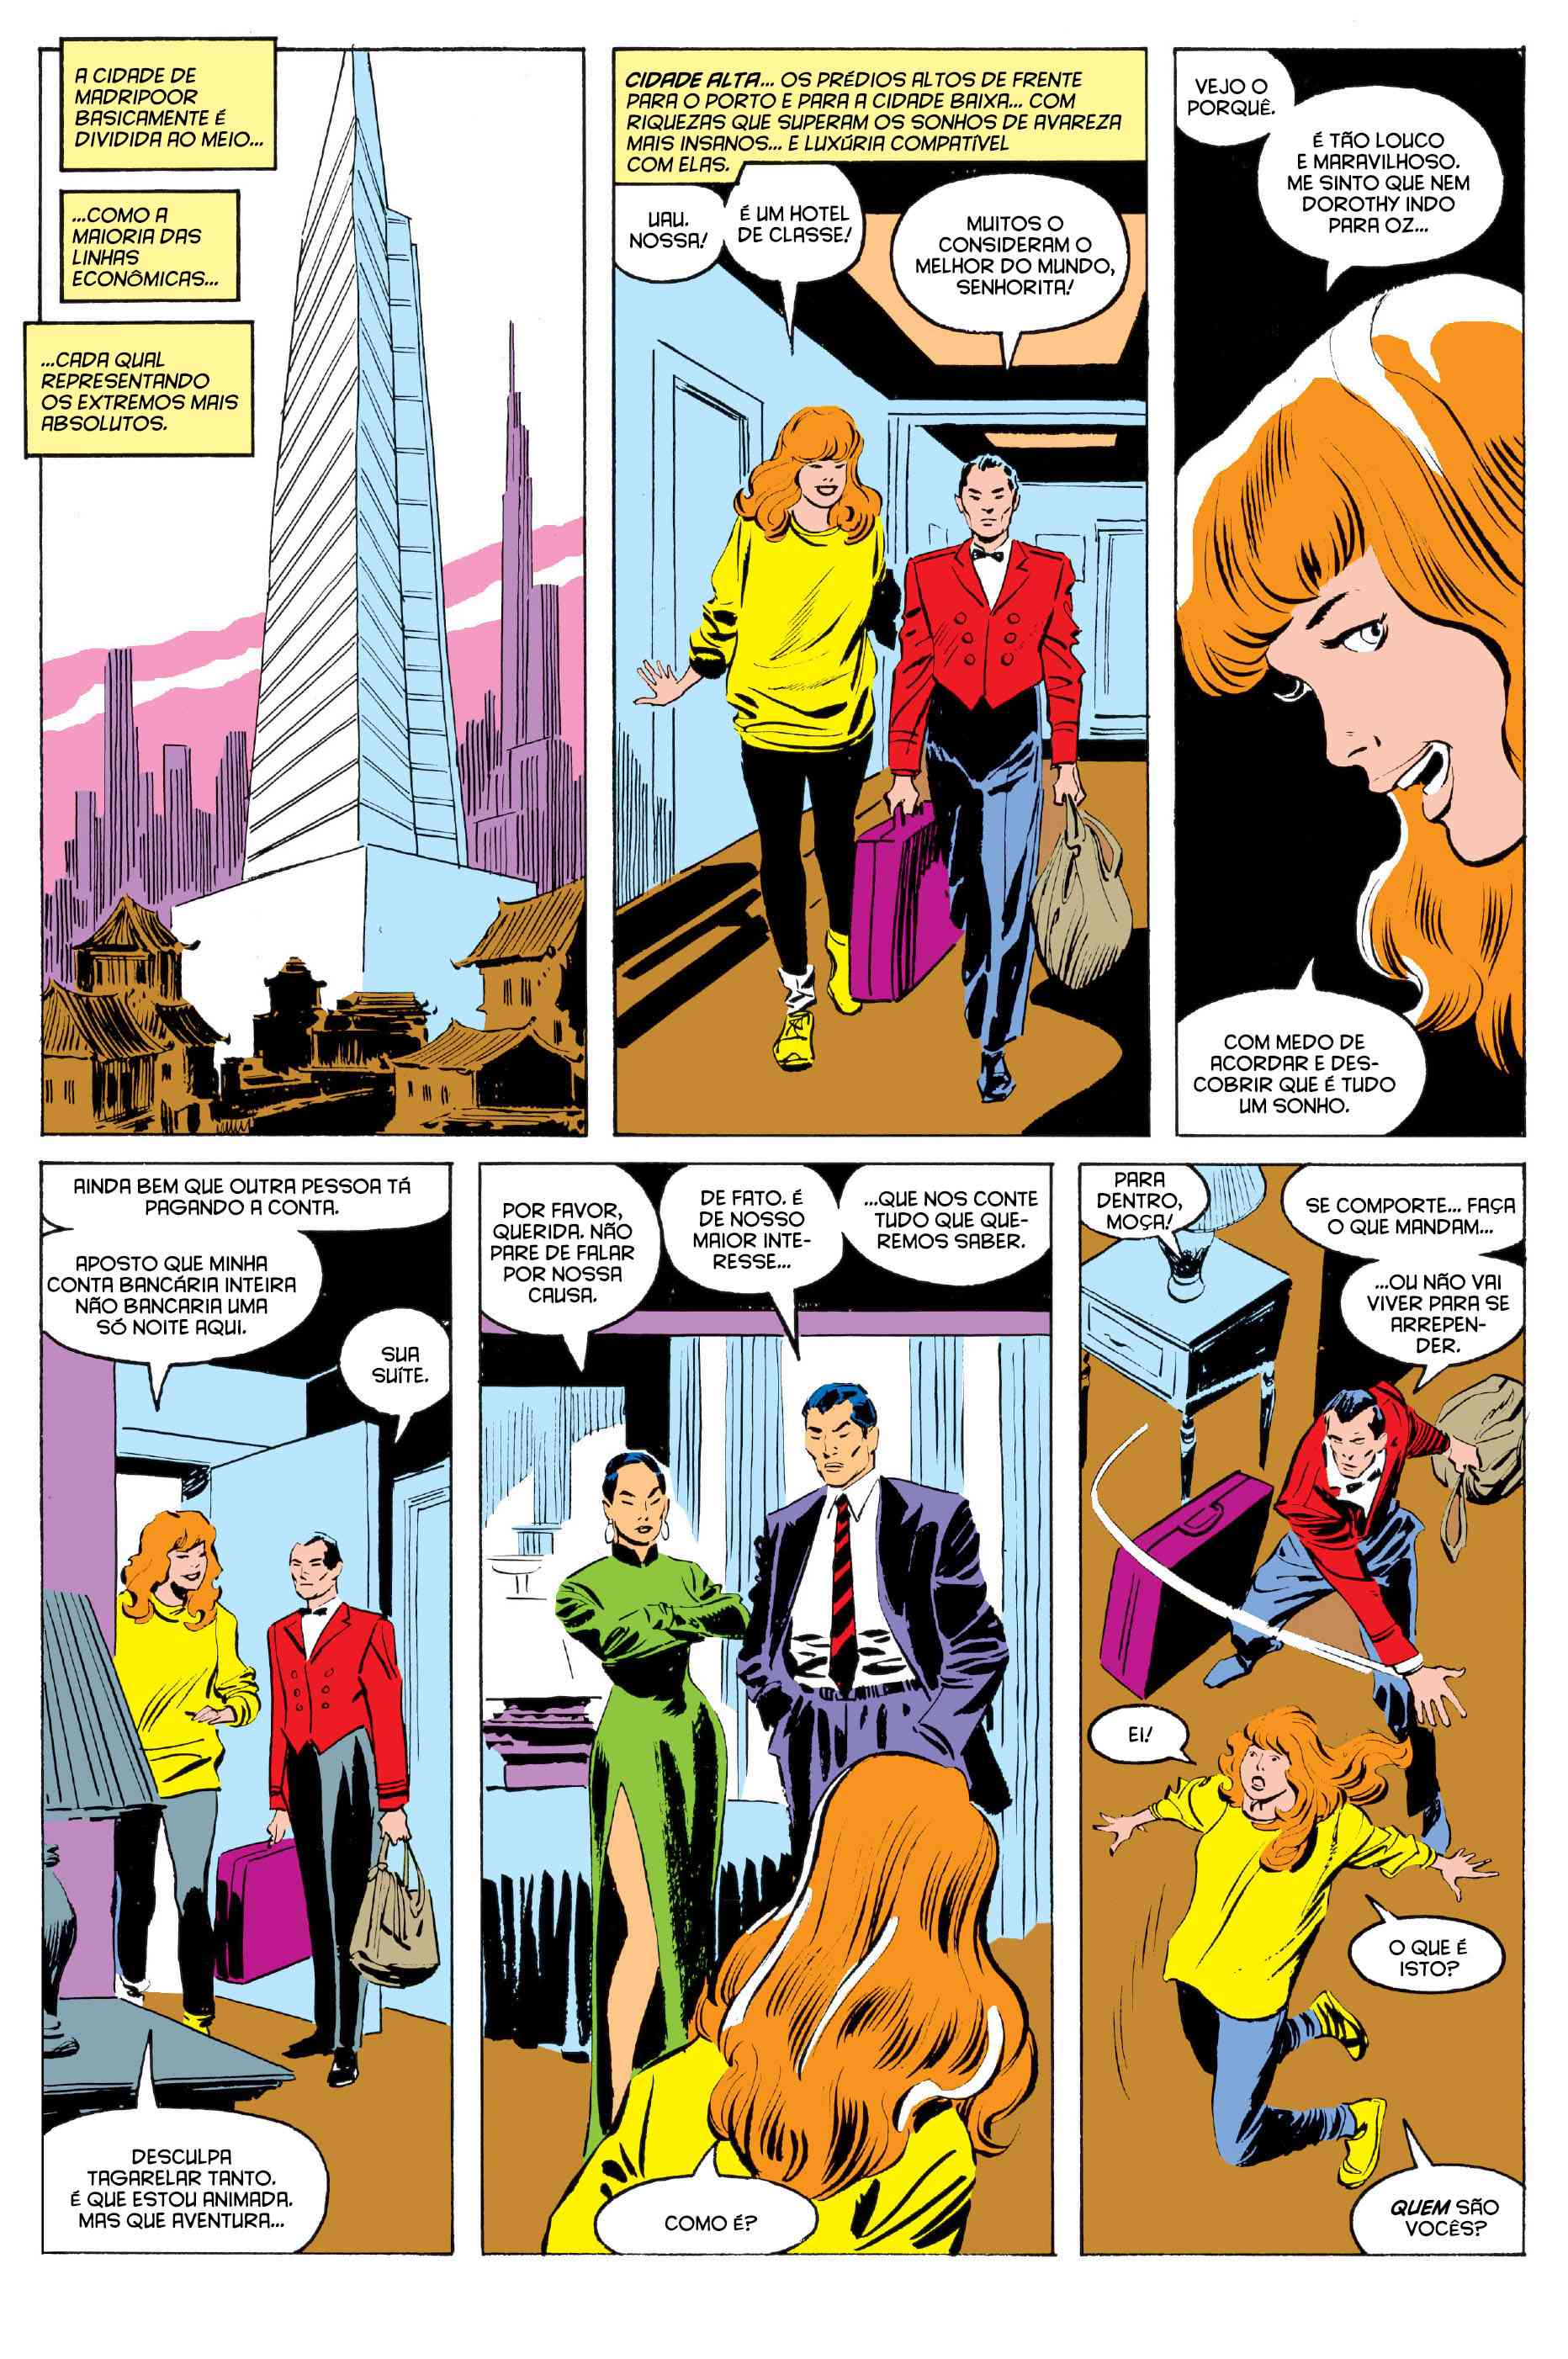 A CIDADE DE
MADRIPOOR
BASICAMENTE É
DIVIDIDA AO MEIO...
...COMO A
MAIORIA DAS
LINHAS
ECONÔMICAS...
...CADA QUAL
REPRESENTANDO
OS EXTREMOS MAIS
ABSOLUTOS.
CIDADE ALTA... OS PRÉDIOS ALTOS DE FRENTE
PARA O PORTO E PARA A CIDADE BAIXA... COM
RIQUEZAS QUE SUPERAM OS SONHOS DE AVAREZA
MAIS INSANOS... E LUXÚRIA COMPATÍVEL
COM ELAS.
UAU.
NOSSA!
É UM HOTEL
DE CLASSE!
MUITOS O
CONSIDERAM O
MELHOR DO MUNDO,
SENHORITA!
VEJO O
PORQUÊ.
É TÃO LOUCO
E MARAVILHOSO.
ME SINTO QUE NEM
DOROTHY INDO
PARA OZ...
COM MEDO DE
ACORDAR E DES-
COBRIR QUE É TUDO
UM SONHO.
AINDA BEM QUE OUTRA PESSOA TÁ
PAGANDO A CONTA.
APOSTO QUE MINHA
CONTA BANCÁRIA INTEIRA
NÃO BANCARIA UMA
SÓ NOITE AQUI.
SUA
SUÍTE.
DESCULPA
TAGARELAR TANTO.
É QUE ESTOU ANIMADA.
MAS QUE AVENTURA...
POR FAVOR,
QUERIDA. NÃO
PARE DE FALAR
POR NOSSA
CAUSA.
DE FATO. É
DE NOSSO
MAIOR INTE-
RESSE...
...QUE NOS CONTE
TUDO QUE QUE-
REMOS SABER.
COMO É?
PARA
DENTRO,
MOÇA!
SE COMPORTE... FAÇA
O QUE MANDAM...
...OU NÃO VAI
VIVER PARA SE
ARREPEN-
DER.
EI!
O QUE É
ISTO?
QUEM SÃO
VOCÊS?